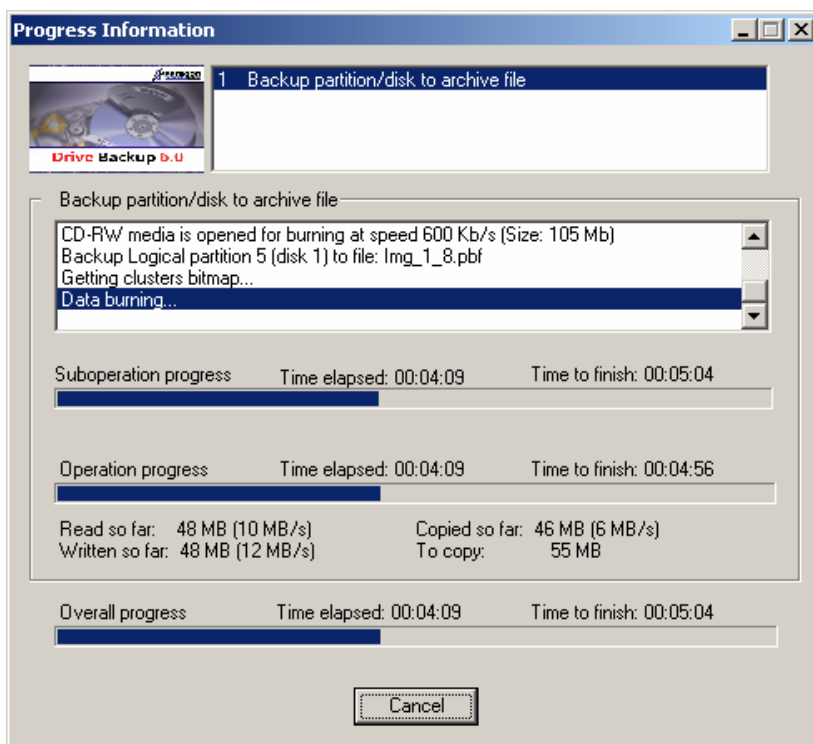 Progress Information
1 Backup partition/disk to archive file
Drive Backup 6.0
Backup partition/disk to archive file
CD-RW media is opened for burning at speed 600 Kb/s (Size: 105 Mb)
Backup Logical partition 5 (disk 1) to file: Img_1_8.pbf
Getting clusters bitmap...
Data burning...
Suboperation progress Time elapsed: 00:04:09 Time to finish: 00:05:04
Operation progress Time elapsed: 00:04:09 Time to finish: 00:04:56
Read so far: 48 MB (10 MB/s) Copied so far: 46 MB (6 MB/s)
Written so far: 48 MB (12 MB/s) To copy: 55 MB
Overall progress Time elapsed: 00:04:09 Time to finish: 00:05:04
Cancel